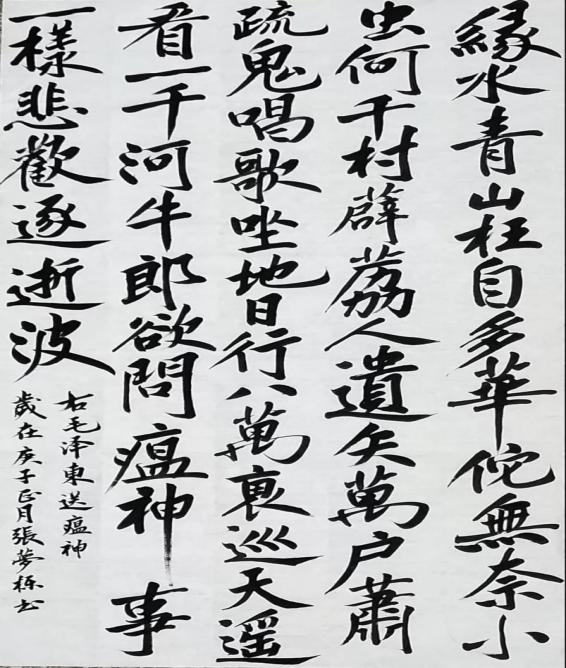 緣水青山枉自多華佗無奈小
虫何千村薜荔人遺矢萬户蕭
疏鬼唱歌坐地日行八萬裏巡天遥
看一千河牛郎欲問瘟神事
一樣悲歡逐逝波
右毛泽東送瘟神
歲在庚子正月張夢书